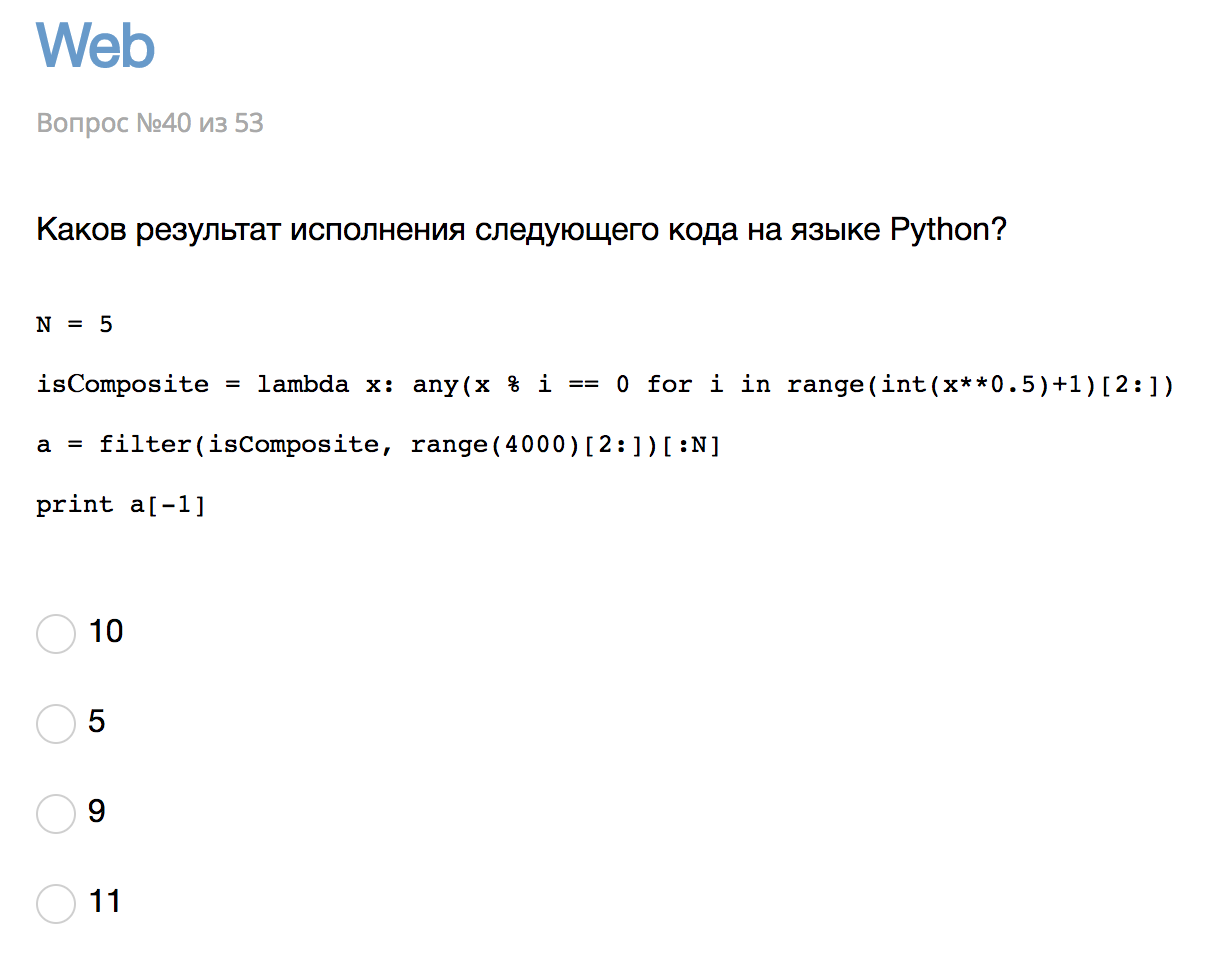 Web
Вопрос №40 из 53
Каков результат исполнения следующего кода на языке Python?
N = 5
isComposite = lambda x: any(x % i == 0 for i in range(int(x**0.5)+1)[2:])
a = filter(isComposite, range(4000)[2:])[:N]
print a[-1]
10
5
9
11